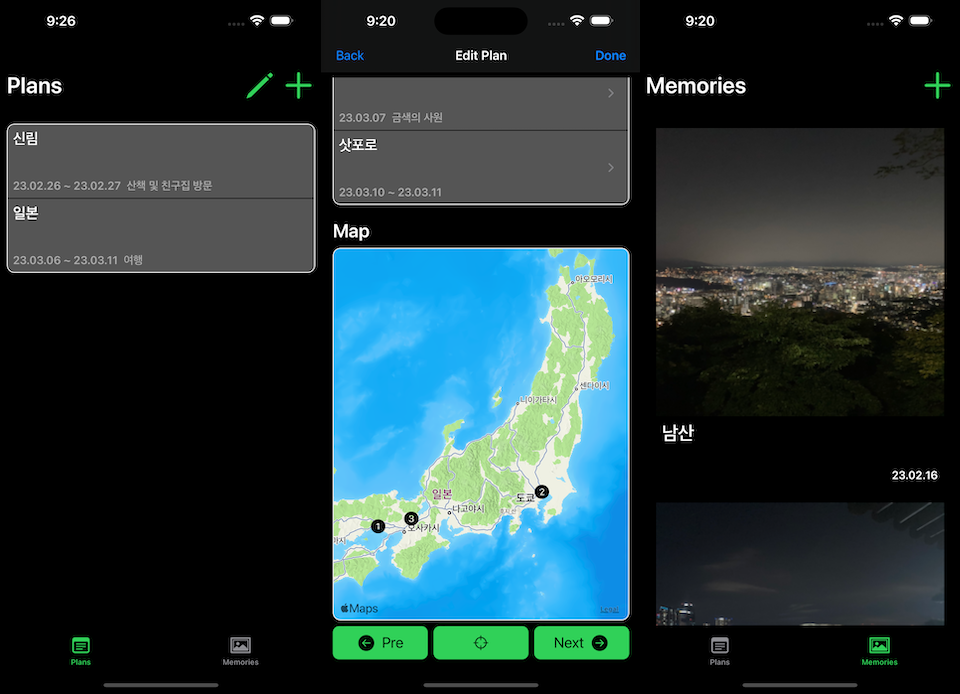 9:26
Plans
신림
23.02.26 ~ 23.02.27 산책 및 친구집 방문
일본
23.03.06 ~ 23.03.11 여행
Plans
Memories
9:20
Back
Edit Plan
Done
23.03.07 금색의 사원
삿포로
23.03.10 ~ 23.03.11
Map
아오모리시
센다이시
니이가타시
일본
도쿄
2
나고야시
3
오사카시
1
Maps
Pre
Next
9:20
Memories
남산
23.02.16
Plans
Memories